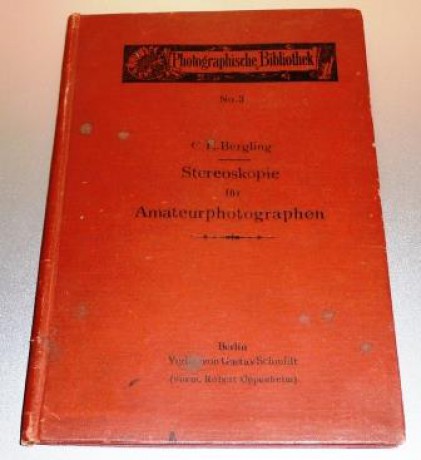 Photographische Bibliothek
No. 3
C. E. Bergling
Stereoskopie
für
Amateurphotographen
Berlin
Verlag von Gustav Schmidt
(vorm. Robert Oppenheim)